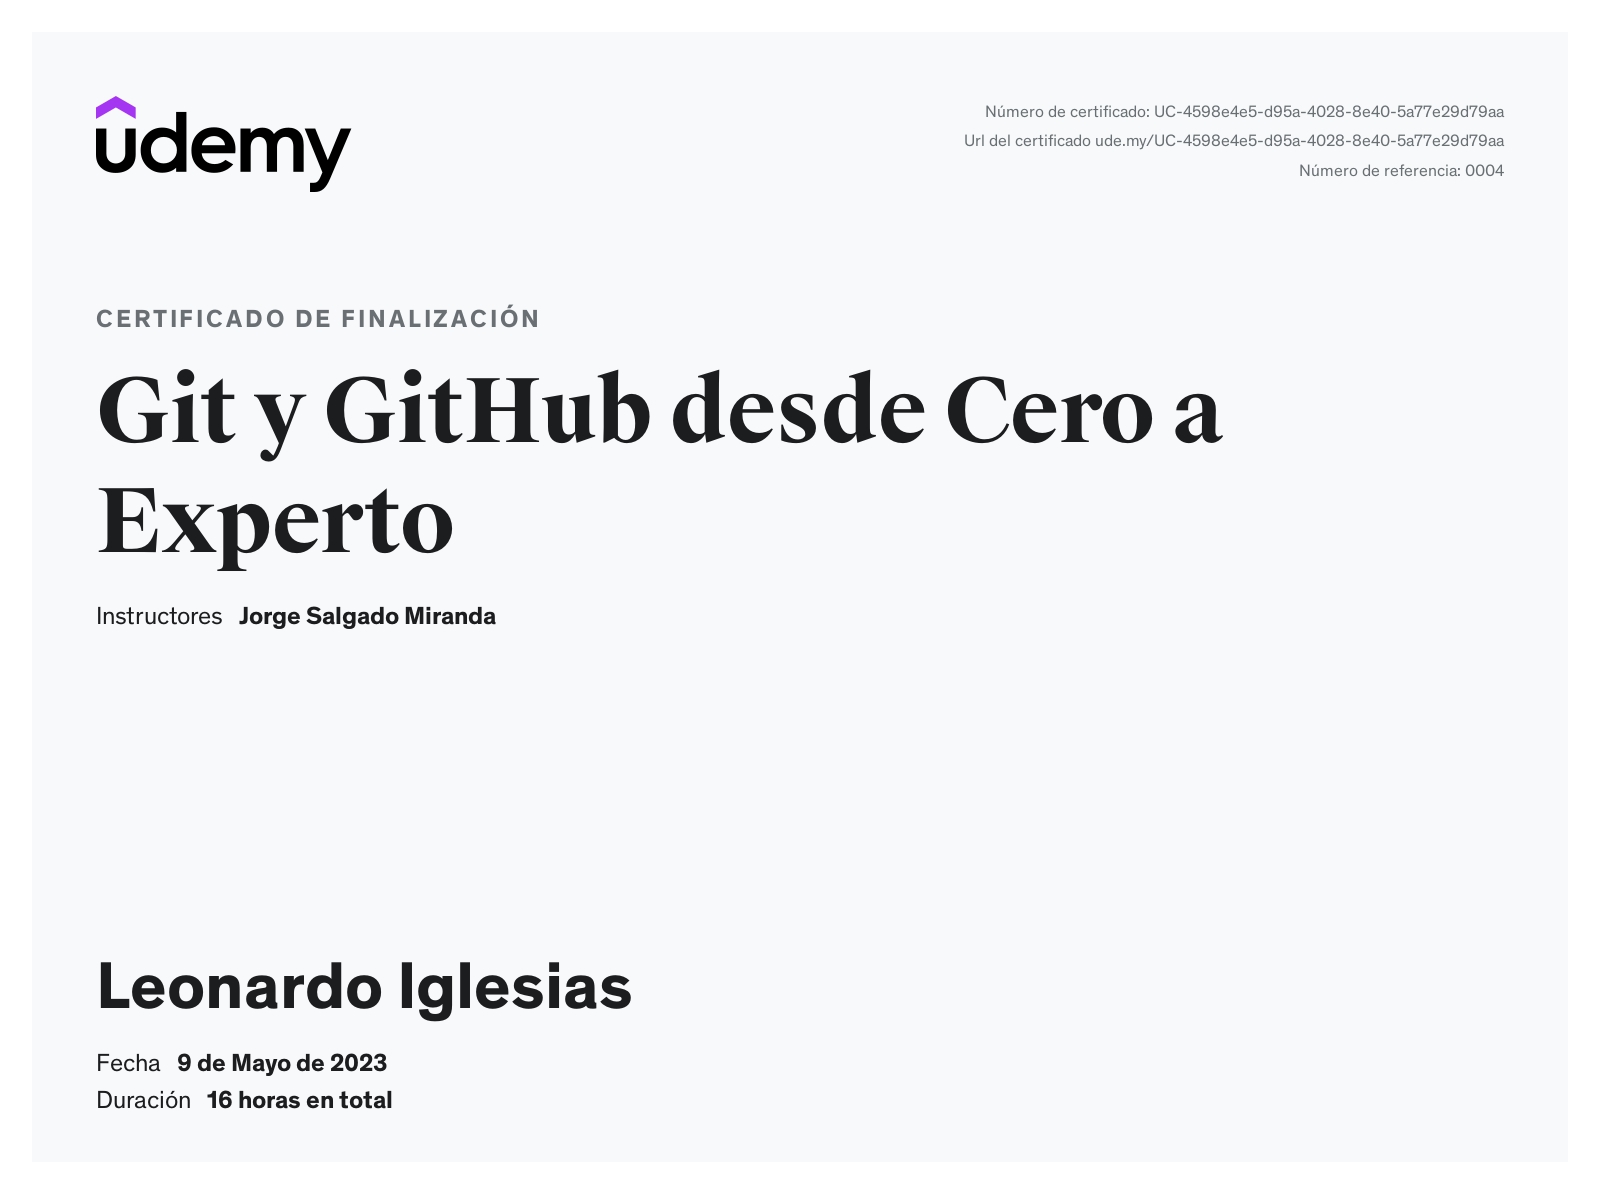 udemy
Número de certificado: UC-4598e4e5-d95a-4028-8e40-5a77e29d79aa
Url del certificado ude.my/UC-4598e4e5-d95a-4028-8e40-5a77e29d79aa
Número de referencia: 0004
CERTIFICADO DE FINALIZACIÓN
Git y GitHub desde Cero a
Experto
Instructores Jorge Salgado Miranda
Leonardo Iglesias
Fecha 9 de Mayo de 2023
Duración 16 horas en total